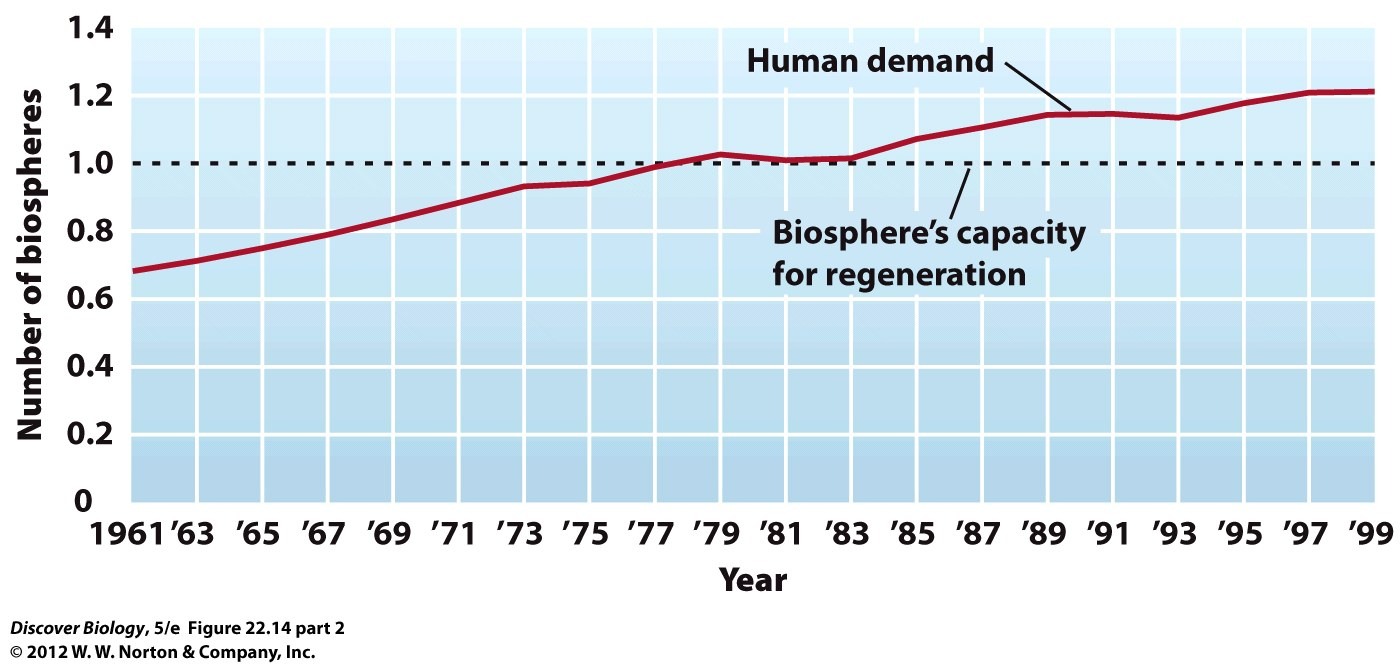 1.4
1.2
1.0
0.8
0.6
0.4
0.2
0
Number of biospheres
Human demand
Biosphere’s capacity
for regeneration
1961 ’63 ’65 ’67 ’69 ’71 ’73 ’75 ’77 ’79 ’81 ’83 ’85 ’87 ’89 ’91 ’93 ’95 ’97 ’99
Year
Discover Biology, 5/e Figure 22.14 part 2
© 2012 W. W. Norton & Company, Inc.